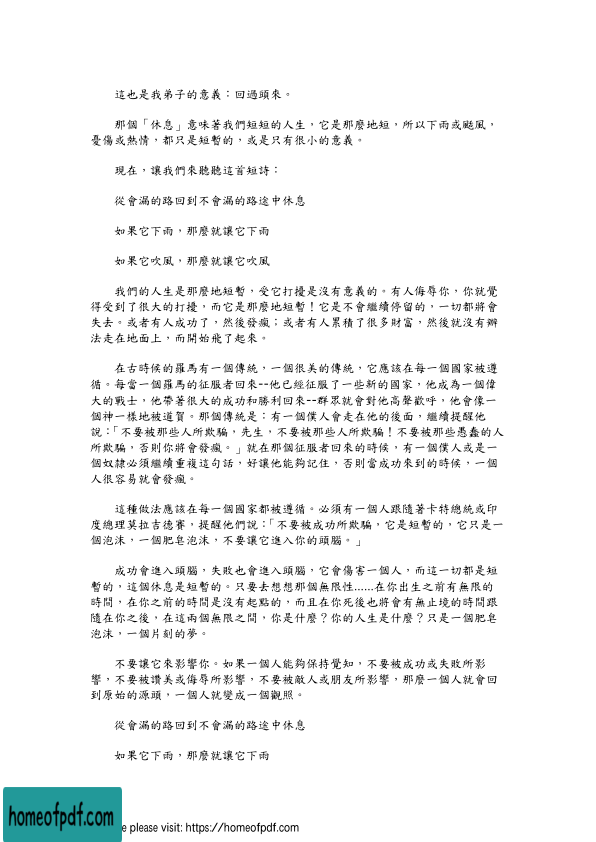 這也是我弟子的意義：回過頭來。
那個「休息」意味著我們短短的人生，它是那麼地短，所以下雨或颳風，
憂傷或熱情，都只是短暫的，或是只有很小的意義。
現在，讓我們來聽聽這首短詩：
從會漏的路回到不會漏的路途中休息
如果它下雨，那麼就讓它下雨
如果它吹風，那麼就讓它吹風
我們的人生是那麼地短暫，受它打擾是沒有意義的。有人侮辱你，你就覺
得受到了很大的打擾，而它是那麼地短暫！它是不會繼續停留的，一切都將會
失去。或者有人成功了，然後發瘋；或者有人累積了很多財富，然後就沒有辦
法走在地面上，而開始飛了起來。
在古時候的羅馬有一個傳統，一個很美的傳統，它應該在每一個國家被遵
循。每當一個羅馬的征服者回來--他已經征服了一些新的國家，他成為一個偉
大的戰士，他帶著很大的成功和勝利回來--群眾就會對他高聲歡呼，他會像一
個神一樣地被道賀。那個傳統是：有一個僕人會走在他的後面，繼續提醒他
說：「不要被那些人所欺騙，先生，不要被那些人所欺騙！不要被那些愚蠢的人
所欺騙，否則你將會發瘋。」就在那個征服者回來的時候，有一個僕人或是一
個奴隸必須繼續重複這句話，好讓他能夠記住，否則當成功來到的時候，一個
人很容易就會發瘋。
這種做法應該在每一個國家都被遵循。必須有一個人跟隨著卡特總統或印
度總理莫拉吉德賽，提醒他們說：「不要被成功所欺騙，它是短暫的，它只是一
個泡沫，一個肥皂泡沫，不要讓它進入你的頭腦。」
成功會進入頭腦，失敗也會進入頭腦，它會傷害一個人，而這一切都是短
暫的，這個休息是短暫的。只要去想想那個無限性……在你出生之前有無限的
時間，在你之前的時間是沒有起點的，而且在你死後也將會有無止境的時間跟
隨在你之後，在這兩個無限之間，你是什麼？你的人生是什麼？只是一個肥皂
泡沫，一個片刻的夢。
不要讓它來影響你。如果一個人能夠保持覺知，不要被成功或失敗所影
響，不要被讚美或侮辱所影響，不要被敵人或朋友所影響，那麼一個人就會回
到原始的源頭，一個人就變成一個觀照。
從會漏的路回到不會漏的路途中休息
如果它下雨，那麼就讓它下雨
homeofpdf.com
e please visit: https://homeofpdf.com